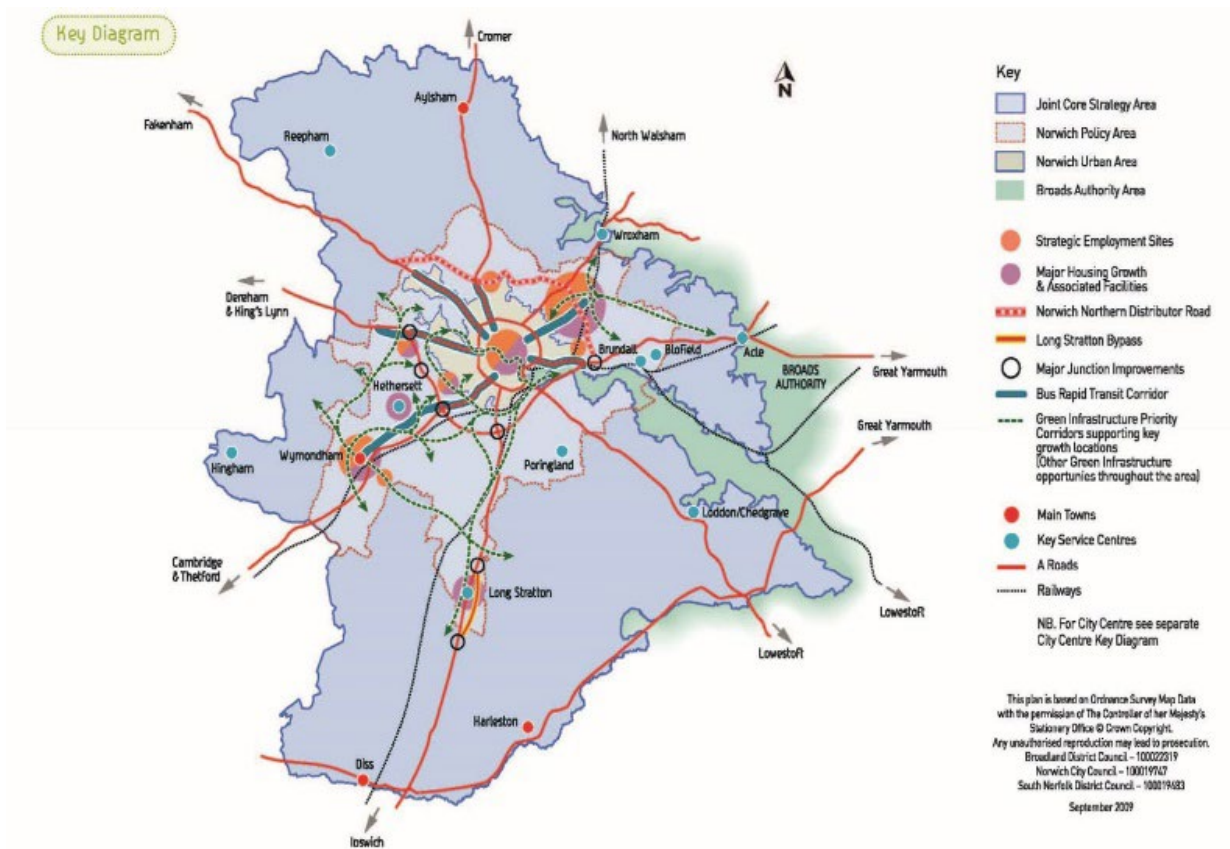 Key Diagram
Cromer
Aylsham
Fakenham
Reepham
N
North Walsham
Wroxham
Dereham
& King's Lynn
Brundall
Blofield
Acle
BROADS
AUTHORITY
Great Yarmouth
Hethersett
Great Yarmouth
Hingham
Wymondham
Poringland
Loddon/Chedgrave
Cambridge
& Thetford
Long Stratton
Lowestoft
Lowestoft
Harleston
Diss
Ipswich
Key
Joint Core Strategy Area
Norwich Policy Area
Norwich Urban Area
Broads Authority Area
Strategic Employment Sites
Major Housing Growth
& Associated Facilities
Norwich Northern Distributor Road
Long Stratton Bypass
Major Junction Improvements
Bus Rapid Transit Corridor
Green Infrastructure Priority
Corridors supporting key
growth locations
(Other Green Infrastructure
opportunies throughout the area)
Main Towns
Key Service Centres
A Roads
Railways
NB. For City Centre see separate
City Centre Key Diagram
This plan is based on Ordnance Survey Map Data
with the permission of The Controller of her Majesty's
Stationery Office © Crown Copyright.
Any unauthorised reproduction may lead to prosecution.
Broadland District Council – 100022319
Norwich City Council – 100019747
South Norfolk District Council – 100019483
September 2009